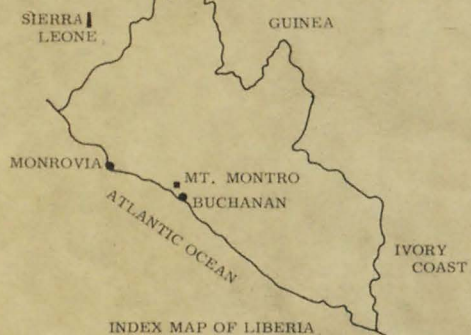 SIERRA
LEONE
GUINEA
MONROVIA
MT. MONTRO
BUCHANAN
ATLANTIC OCEAN
IVORY
COAST
INDEX MAP OF LIBERIA